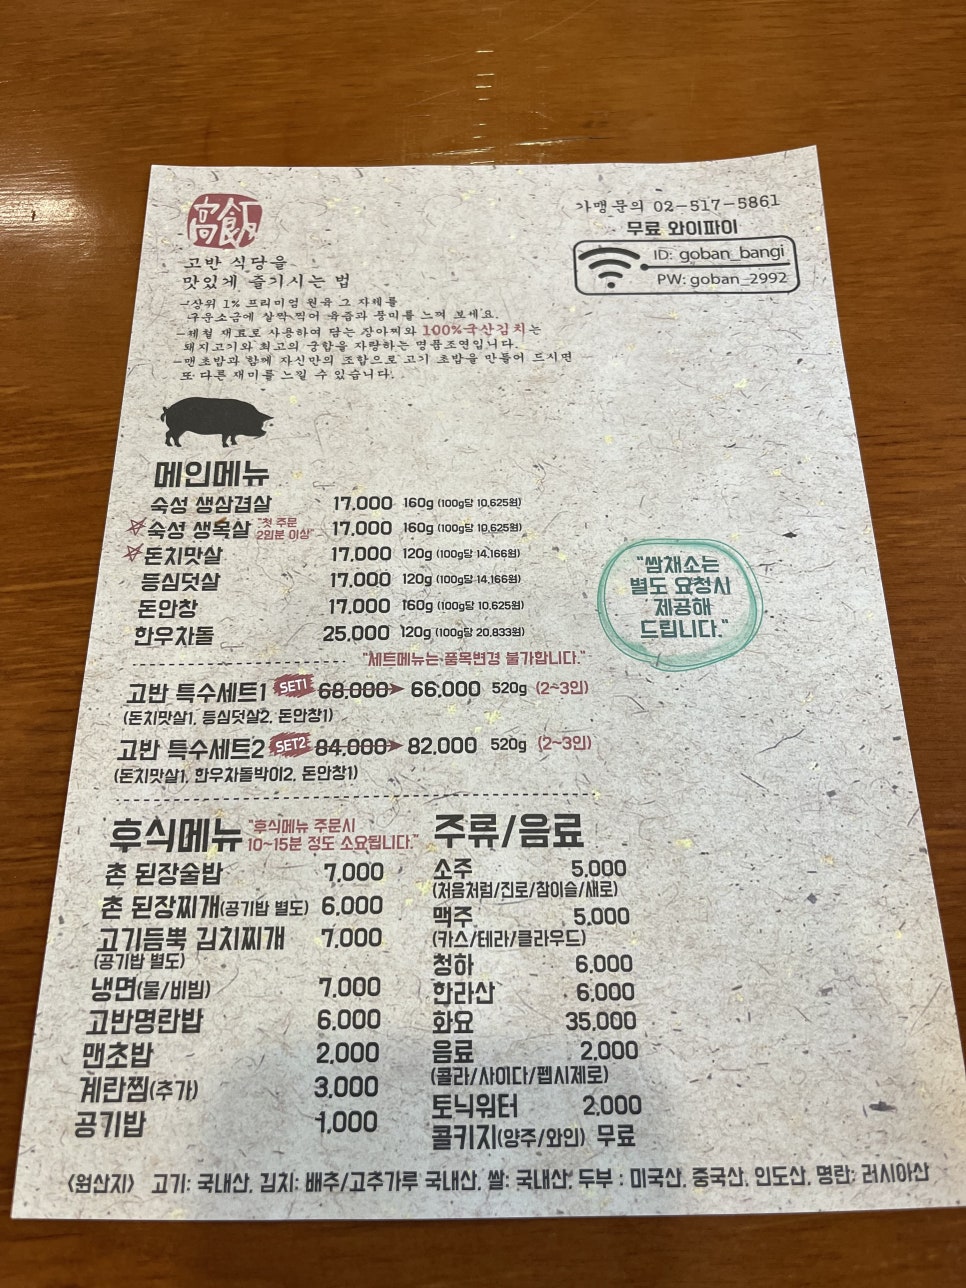 高飯
고반 식당을
맛있게 즐기시는 법
-상위 1% 프리미엄 원육 그 자체를
구운소금에 살짝 찍어 육즙과 풍미를 느껴 보세요.
-제철 재료로 사용하여 담는 장아찌와 100%국산김치는
돼지고기와 최고의 궁합을 자랑하는 명품조연입니다.
-맨초밥과 함께 자신만의 조합으로 고기 초밥을 만들어 드시면
또 다른 재미를 느낄 수 있습니다.
가맹문의 02-517-5861
무료 와이파이
ID: goban_bangi
PW: goban_2992
메인메뉴
숙성 생삼겹살 17,000 160g (100g당 10,625원)
숙성 생목살 "첫 주문 2인분 이상" 17,000 160g (100g당 10,625원)
돈치맛살 17,000 120g (100g당 14,166원)
등심덧살 17,000 120g (100g당 14,166원)
돈안창 17,000 160g (100g당 10,625원)
한우차돌 25,000 120g (100g당 20,833원)
"쌈채소는
별도 요청시
제공해
드립니다."
"세트메뉴는 품목변경 불가합니다."
고반 특수세트1 SET1 68,000 66,000 520g (2~3인)
(돈치맛살1, 등심덧살2, 돈안창1)
고반 특수세트2 SET2 84,000 82,000 520g (2~3인)
(돈치맛살1, 한우차돌박이2, 돈안창1)
후식메뉴 "후식메뉴 주문시
10~15분 정도 소요됩니다."
촌 된장술밥 7,000
촌 된장찌개(공기밥 별도) 6,000
고기듬뿍 김치찌개 7,000
(공기밥 별도)
냉면(물/비빔) 7,000
고반명란밥 6,000
맨초밥 2,000
계란찜(추가) 3,000
공기밥 1,000
주류/음료
소주 5,000
(처음처럼/진로/참이슬/새로)
맥주 5,000
(카스/테라/클라우드)
청하 6,000
한라산 6,000
화요 35,000
음료 2,000
(콜라/사이다/펩시제로)
토닉워터 2,000
콜키지(양주/와인) 무료
<원산지> 고기: 국내산, 김치: 배추/고추가루 국내산, 쌀: 국내산, 두부 : 미국산, 중국산, 인도산, 명란: 러시아산